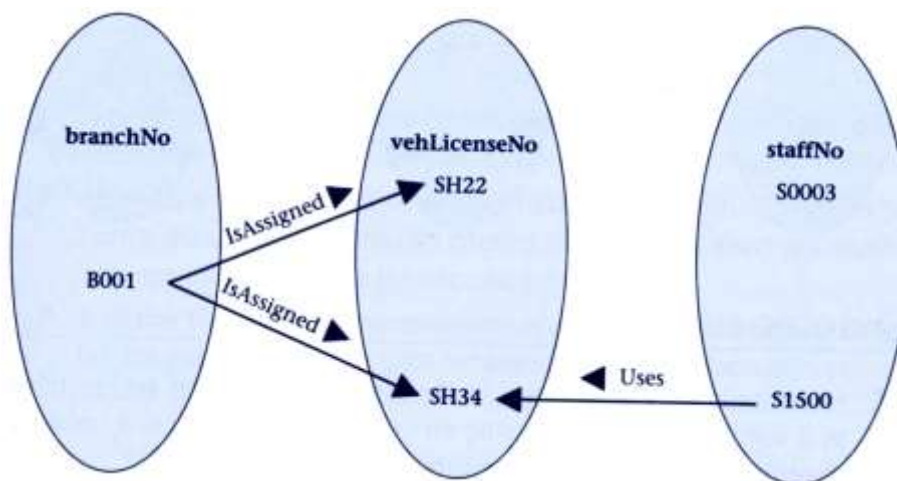 branchNo
vehLicenseNo
staffNo
SH22
S0003
IsAssigned
B001
IsAssigned
Uses
SH34
S1500